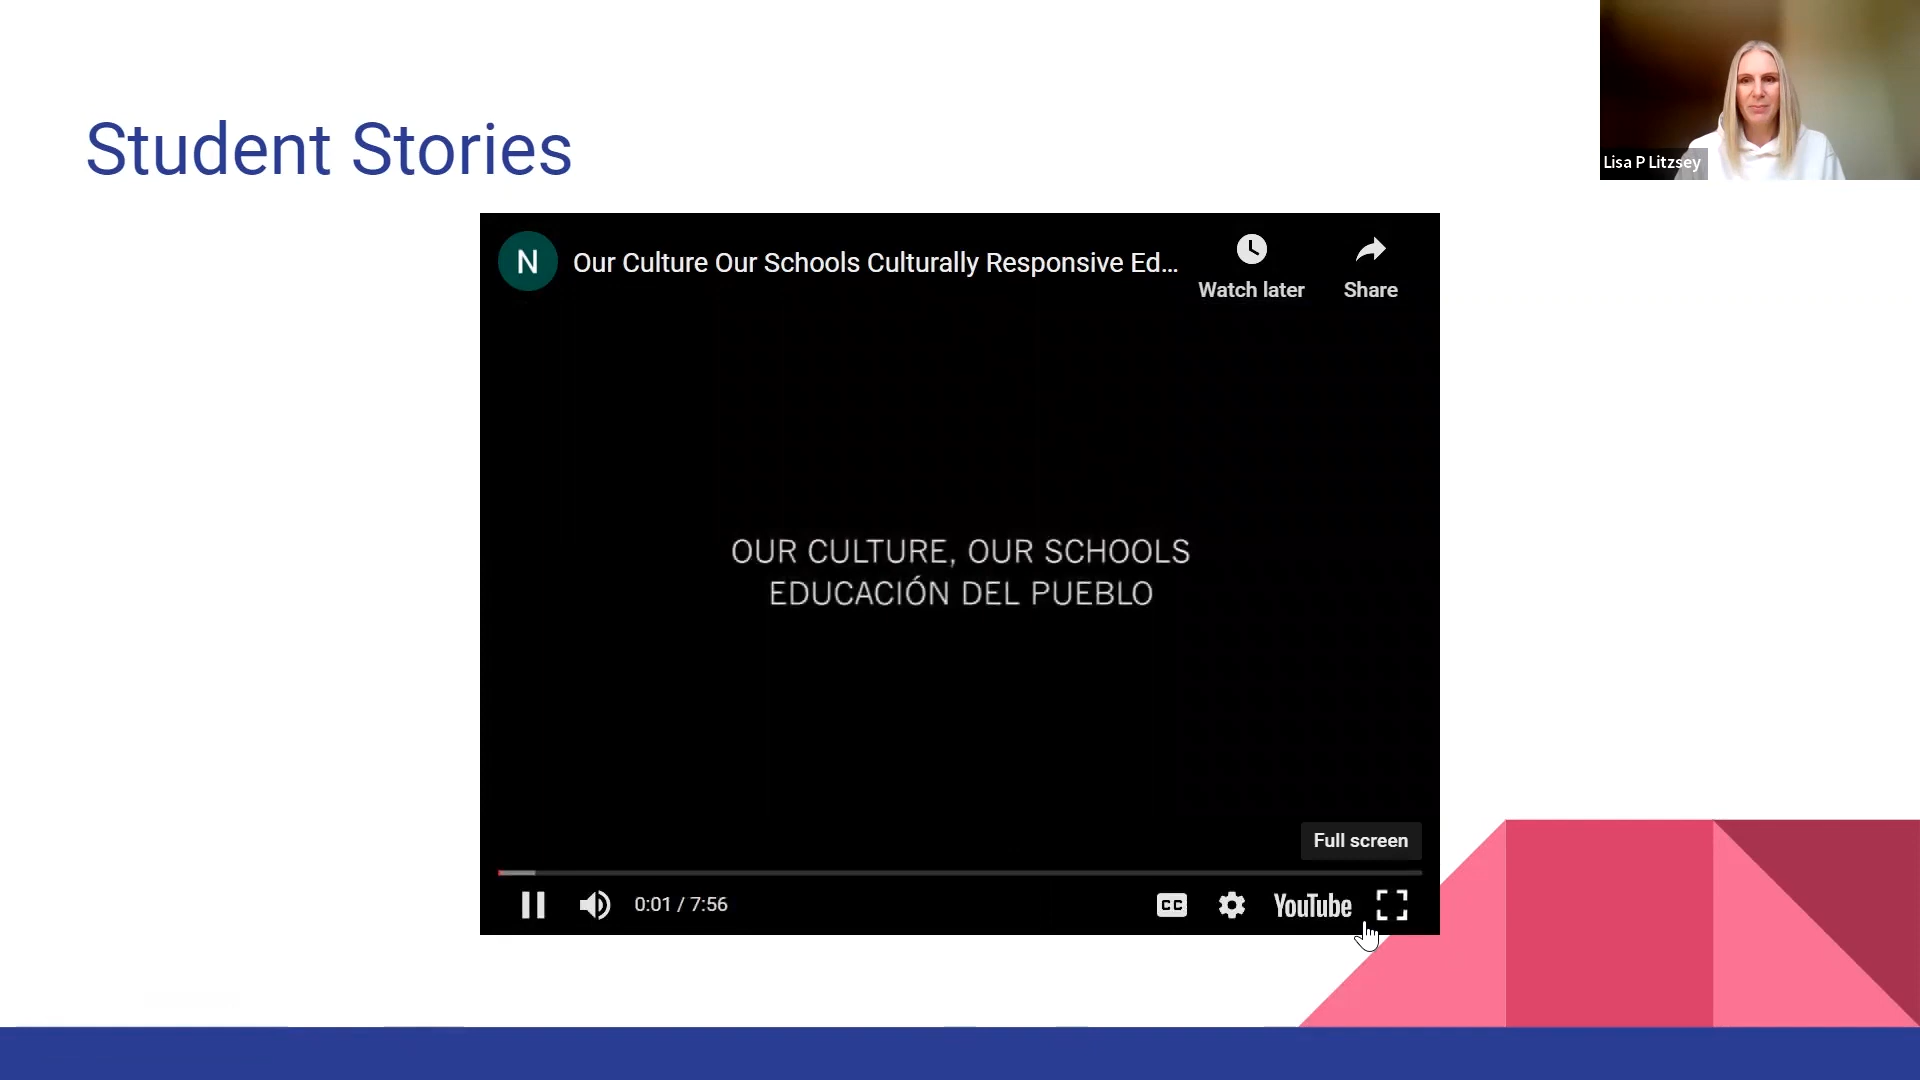 Student Stories
Lisa P Litzsey
N
Our Culture Our Schools Culturally Responsive Ed...
Watch later
Share
OUR CULTURE, OUR SCHOOLS
EDUCACIÓN DEL PUEBLO
Full screen
0:01 / 7:56
CC
YouTube